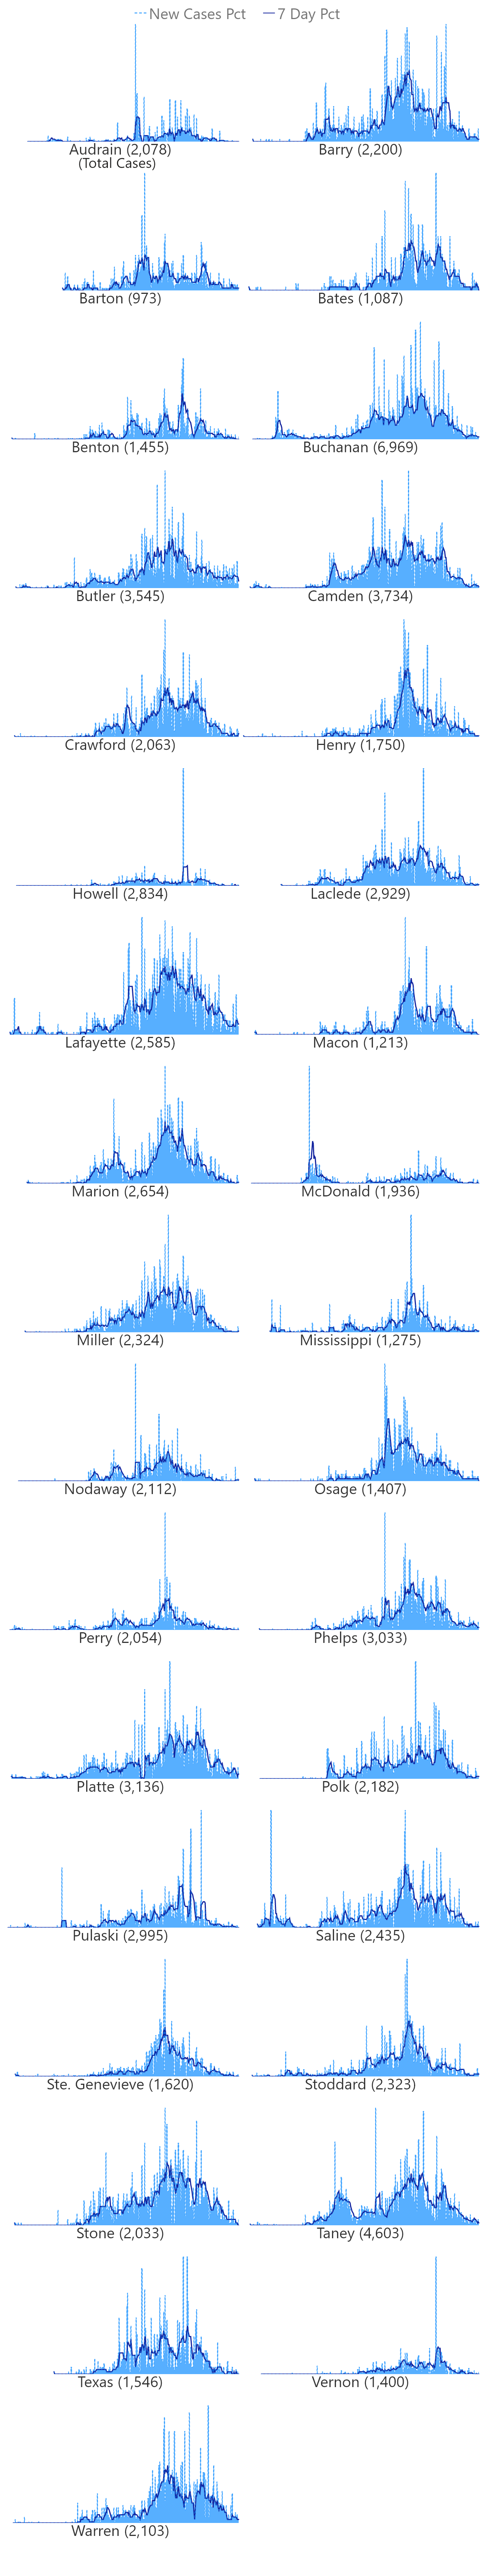 New Cases Pct 7 Day Pct
Audrain (2,078) Barry (2,200)
(Total Cases)
Barton (973) Bates (1,087)
Benton (1,455) Buchanan (6,969)
Butler (3,545) Camden (3,734)
Crawford (2,063) Henry (1,750)
Howell (2,834) Laclede (2,929)
Lafayette (2,585) Macon (1,213)
Marion (2,654) McDonald (1,936)
Miller (2,324) Mississippi (1,275)
Nodaway (2,112) Osage (1,407)
Perry (2,054) Phelps (3,033)
Platte (3,136) Polk (2,182)
Pulaski (2,995) Saline (2,435)
Ste. Genevieve (1,620) Stoddard (2,323)
Stone (2,033) Taney (4,603)
Texas (1,546) Vernon (1,400)
Warren (2,103)